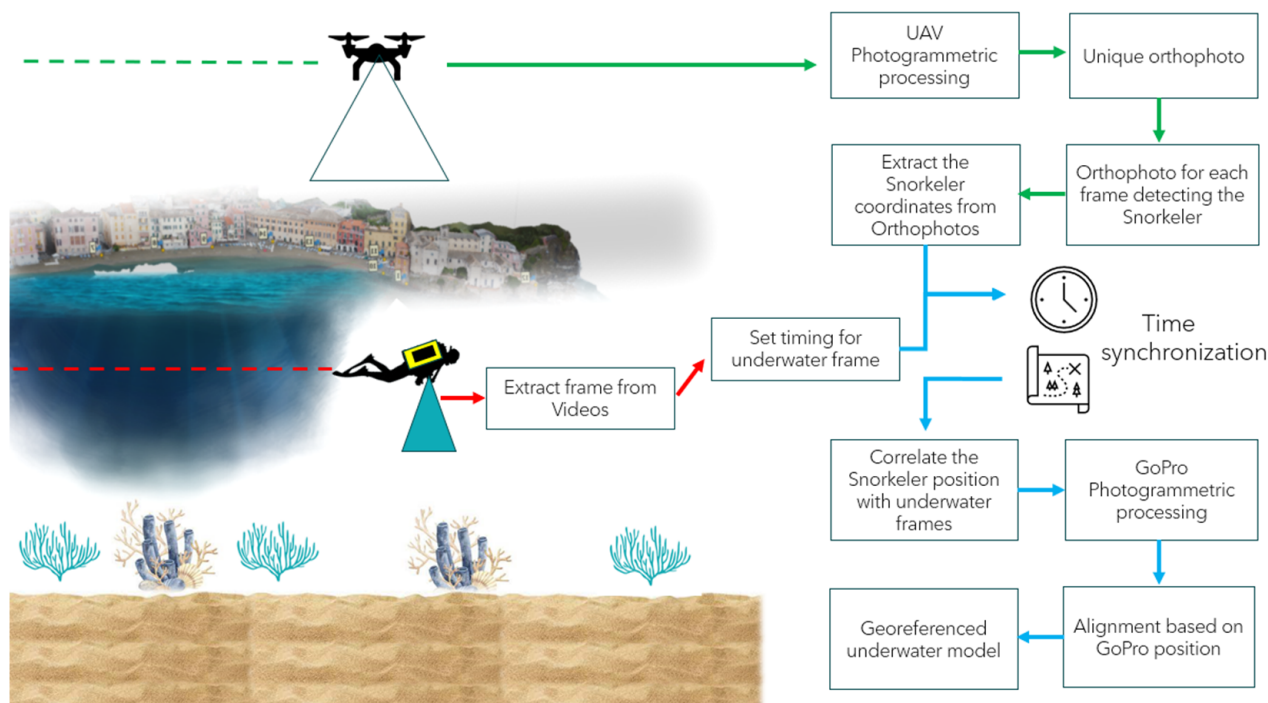 UAV
Photogrammetric
processing
Unique orthophoto
Extract the
Snorkeler
coordinates from
Orthophotos
Orthophoto for each
frame detecting the
Snorkeler
Set timing for
underwater frame
Time
synchronization
Extract frame from
Videos
Correlate the
Snorkeler position
with underwater
frames
GoPro
Photogrammetric
processing
Georeferenced
underwater model
Alignment based on
GoPro position